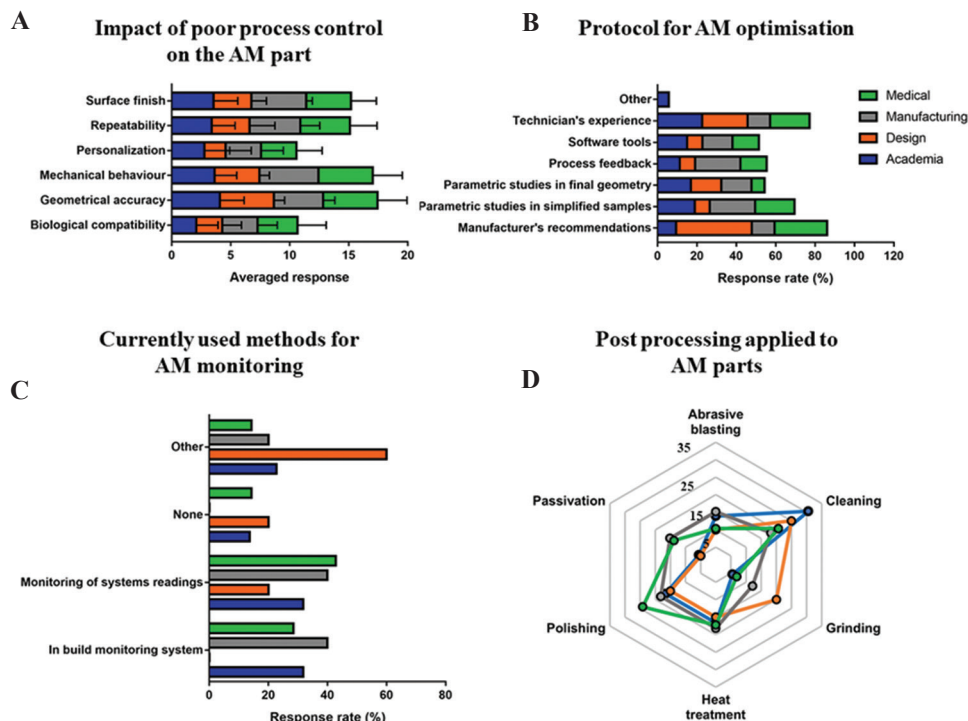 A
Impact of poor process control
on the AM part
Surface finish
Repeatability
Personalization
Mechanical behaviour
Geometrical accuracy
Biological compatibility
0 5 10 15 20
Averaged response
B
Protocol for AM optimisation
Other
Technician's experience
Software tools
Process feedback
Parametric studies in final geometry
Parametric studies in simplified samples
Manufacturer's recommendations
0 20 40 60 80 100 120
Response rate (%)
Medical
Manufacturing
Design
Academia
C
Currently used methods for
AM monitoring
Other
None
Monitoring of systems readings
In build monitoring system
0 20 40 60 80
Response rate (%)
D
Post processing applied to
AM parts
Abrasive
blasting
35
25
15
5
Passivation
Cleaning
Polishing
Grinding
Heat
treatment